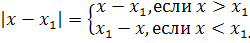 |x − x₁| = { x − x₁, если x > x₁
x₁ − x, если x < x₁.